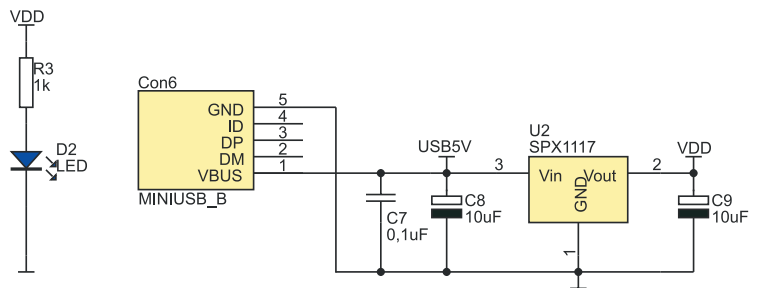 VDD
R3
1k
D2
LED
Con6
GND 5
ID 4
DP 3
DM 2
VBUS 1
MINIUSB_B
C7
0,1uF
USB5V
C8
10uF
3
U2
SPX1117
Vin Vout
GND
1
2
VDD
C9
10uF